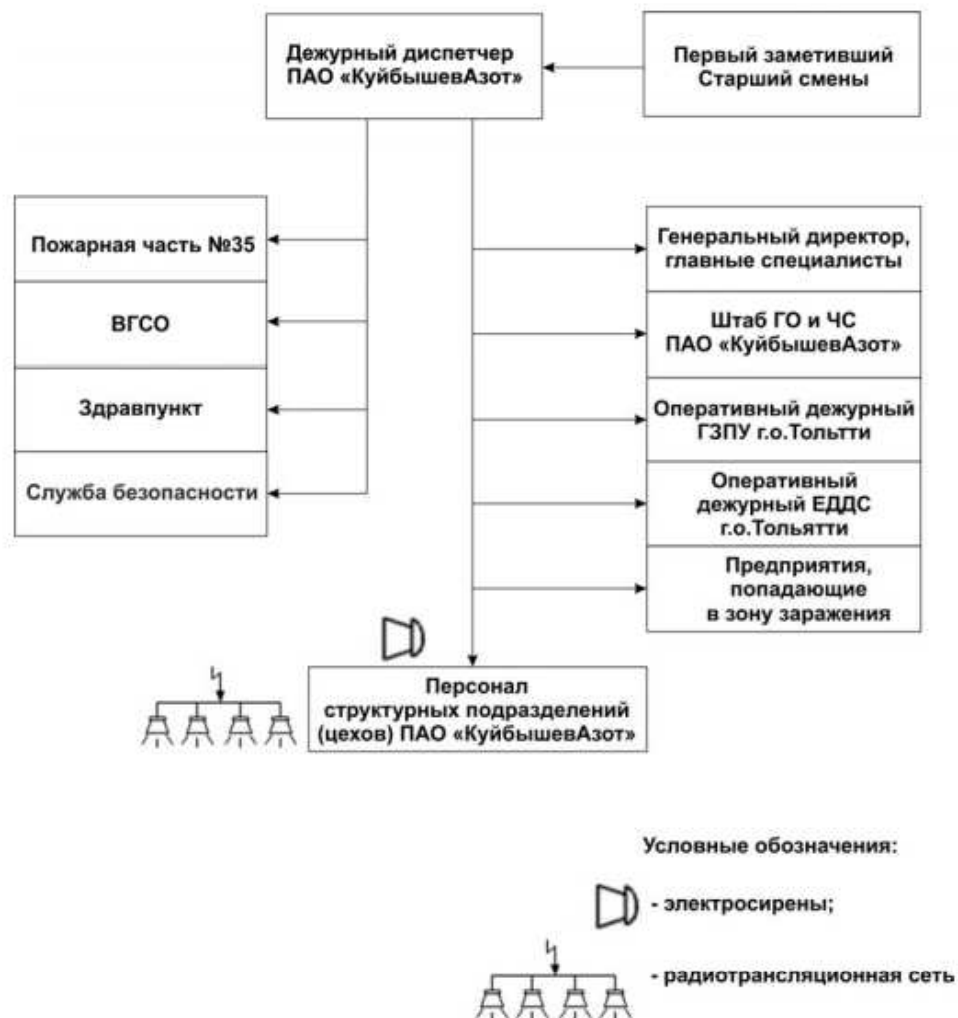 Дежурный диспетчер
ПАО «КуйбышевАзот»
Первый заметивший
Старший смены
Пожарная часть №35
ВГСО
Здравпункт
Служба безопасности
Генеральный директор,
главные специалисты
Штаб ГО и ЧС
ПАО «КуйбышевАзот»
Оперативный дежурный
ГЗПУ г.о.Тольтти
Оперативный
дежурный ЕДДС
г.о.Тольятти
Предприятия,
попадающие
в зону заражения
Персонал
структурных подразделений
(цехов) ПАО «КуйбышевАзот»
Условные обозначения:
- электросирены;
- радиотрансляционная сеть